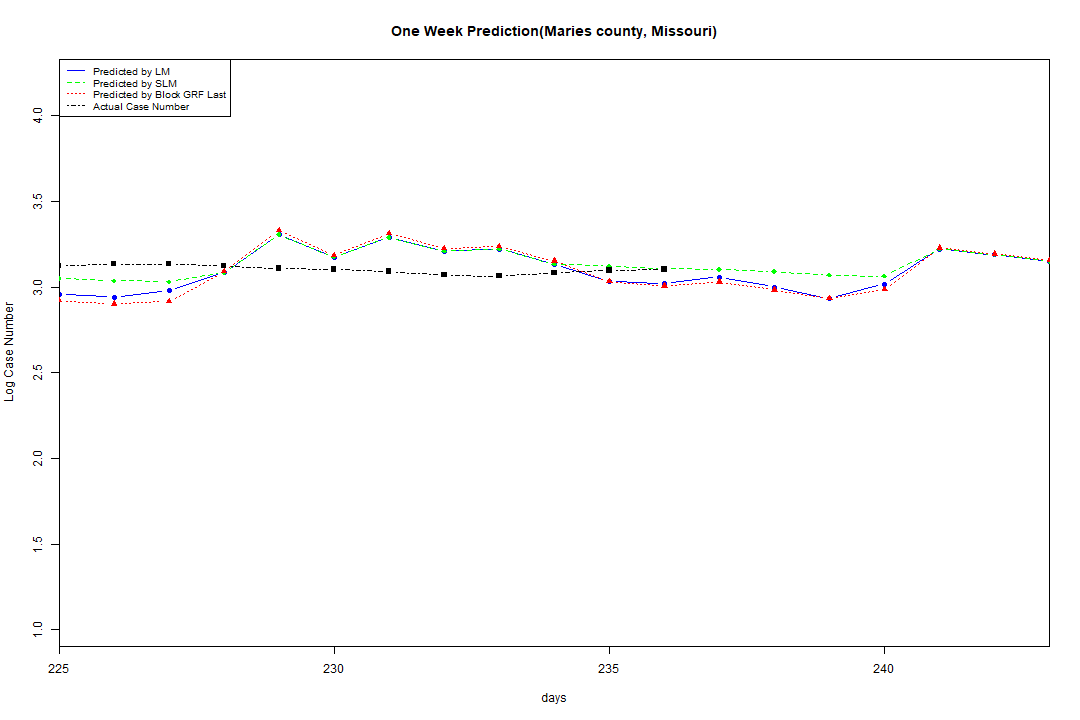 One Week Prediction(Maries county, Missouri)
Predicted by LM
Predicted by SLM
Predicted by Block GRF Last
Actual Case Number
4.0
3.5
3.0
2.5
2.0
1.5
1.0
Log Case Number
225 230 235 240
days